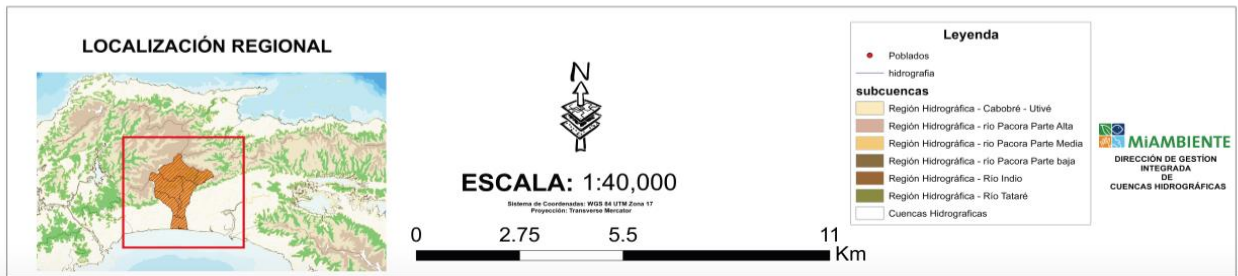 LOCALIZACIÓN REGIONAL
N
ESCALA: 1:40,000
Sistema de Coordenadas: WGS 84 UTM Zona 17
Proyección: Transverse Mercator
0 2.75 5.5 11
Km
Leyenda
Poblados
hidrografia
subcuencas
Región Hidrográfica - Cabobré - Utivé
Región Hidrográfica - río Pacora Parte Alta
Región Hidrográfica - rio Pacora Parte Media
Región Hidrográfica - rio Pacora Parte baja
Región Hidrográfica - Río Indio
Región Hidrográfica - Río Tataré
Cuencas Hidrograficas
MiAMBIENTE
DIRECCIÓN DE GESTÍON
INTEGRADA
DE
CUENCAS HIDROGRÁFICAS